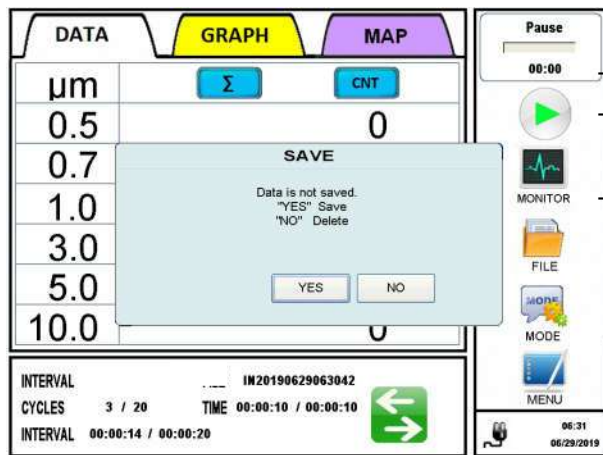 DATA GRAPH MAP
μm Σ CNT
0.5 0
0.7
1.0
3.0
5.0
10.0
SAVE
Data is not saved.
"YES" Save
"NO" Delete
YES NO
INTERVAL IN20190629063042
CYCLES 3 / 20 TIME 00:00:10 / 00:00:10
INTERVAL 00:00:14 / 00:00:20
Pause
00:00
MONITOR
FILE
MODE
MODE
MENU
06:31
06/29/2019